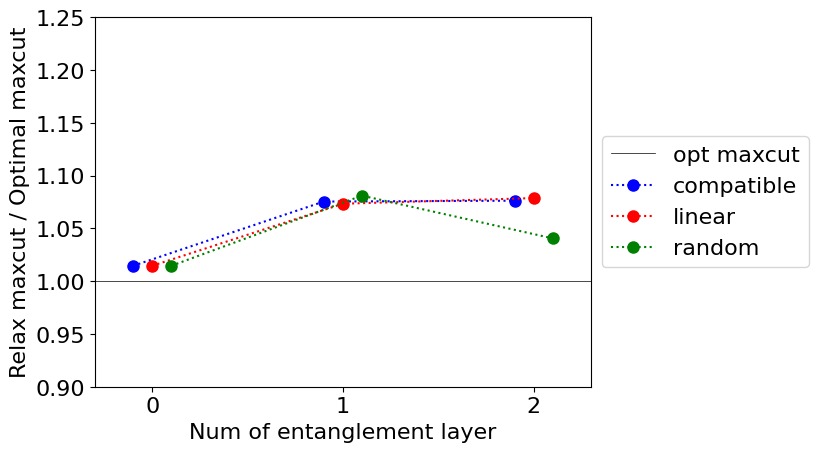 Relax maxcut / Optimal maxcut
1.25
1.20
1.15
1.10
1.05
1.00
0.95
0.90
0
1
2
Num of entanglement layer
opt maxcut
compatible
linear
random